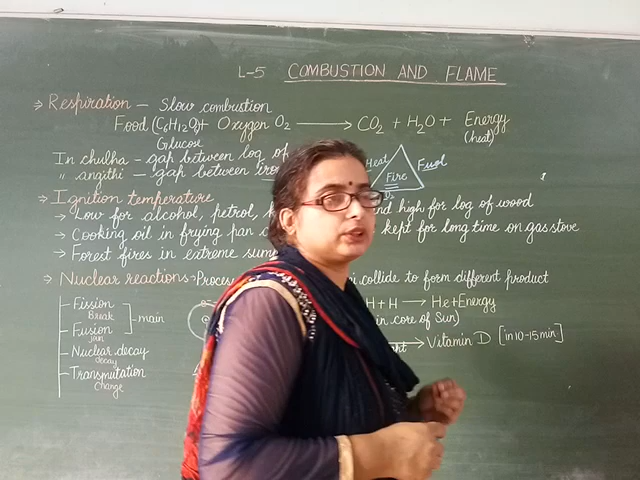 L-5 COMBUSTION AND FLAME
⇒ Respiration – Slow combustion
Food (C₆H₁₂O₆) + Oxygen O₂ → CO₂ + H₂O + Energy
Glucose (heat)
In chulha – gap between log of
" angithi – gap between iron
Heat Fuel
Fire
⇒ Ignition temperature
→ Low for alcohol, petrol, and high for log of wood
→ Cooking oil in frying pan kept for long time on gas stove
→ Forest fires in extreme
⇒ Nuclear reactions → collide to form different product
Fission
Break
Fusion
join
main
Nuclear decay
decay
Transmutation
Change
H + H → He + Energy
in core of Sun)
→ Vitamin D [in 10-15 min]